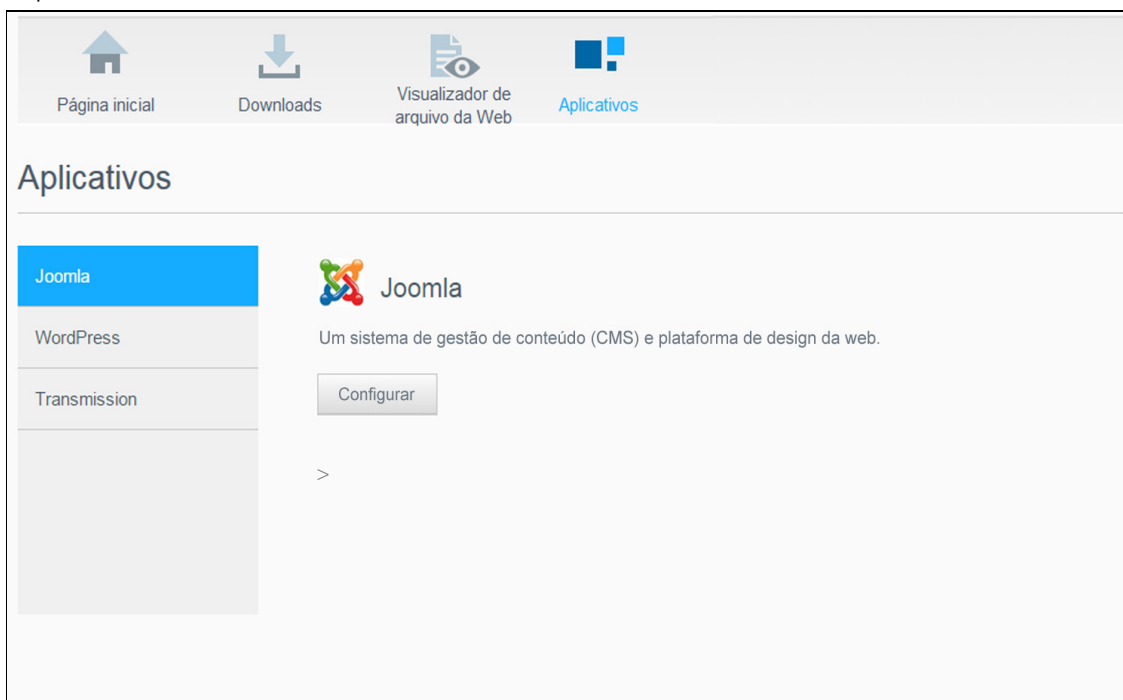 Página inicial
Downloads
Visualizador de
arquivo da Web
Aplicativos
Aplicativos
Joomla
WordPress
Transmission
Joomla
Um sistema de gestão de conteúdo (CMS) e plataforma de design da web.
Configurar
>